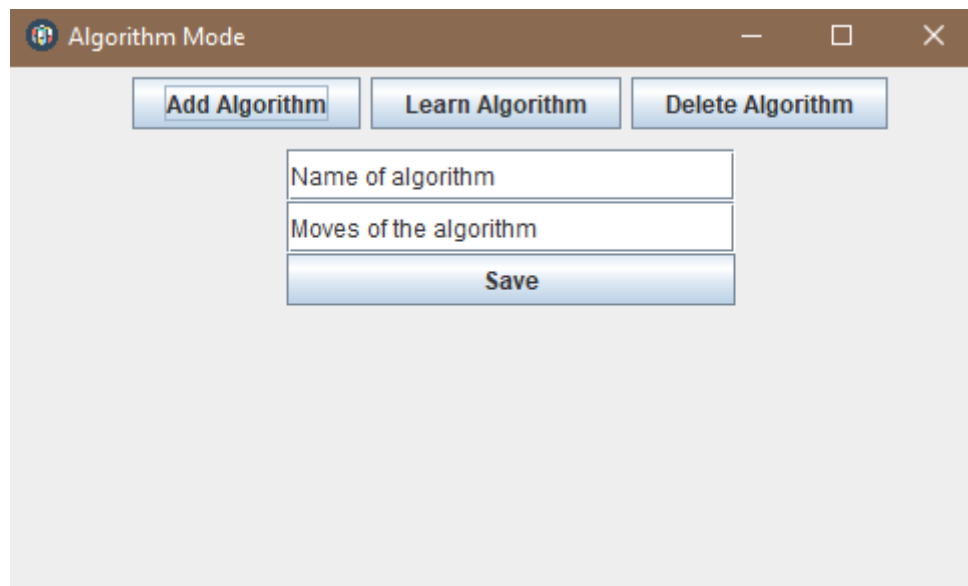 Algorithm Mode
Add Algorithm Learn Algorithm Delete Algorithm
Name of algorithm
Moves of the algorithm
Save